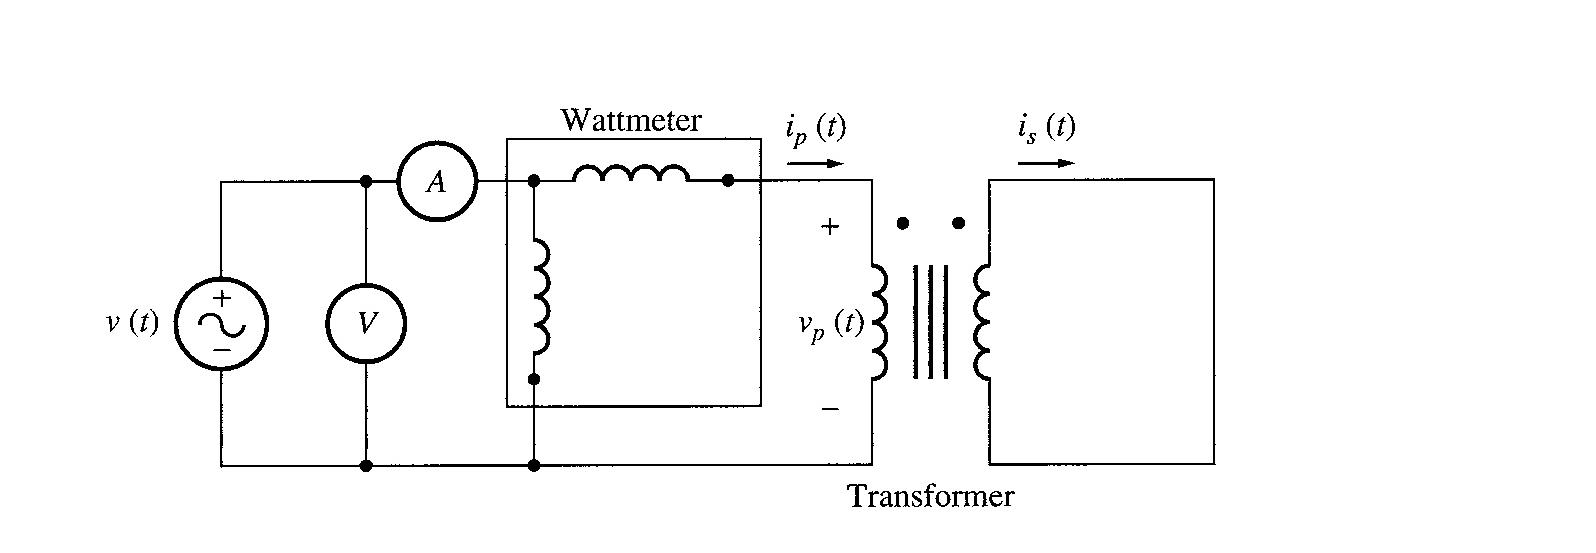 Wattmeter
i_p (t)
i_s (t)
A
+
+
v (t)
V
v_p (t)
−
−
Transformer